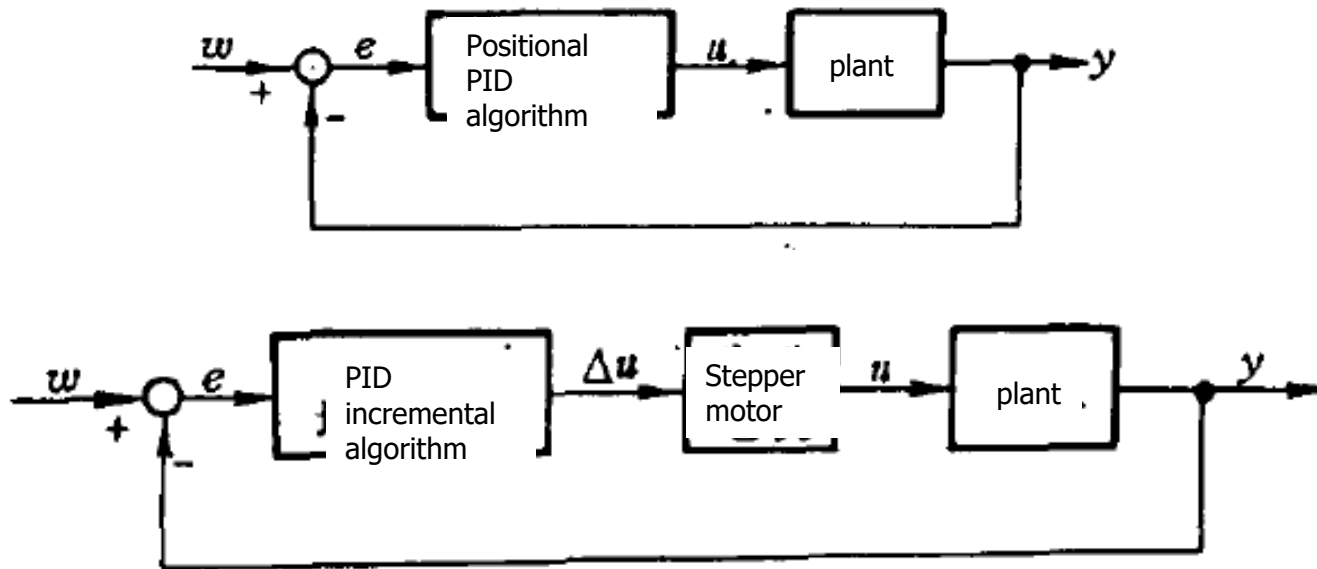 w
e
Positional
PID
algorithm
u
plant
y
+
-
w
e
PID
incremental
algorithm
Δu
Stepper
motor
u
plant
y
+
-